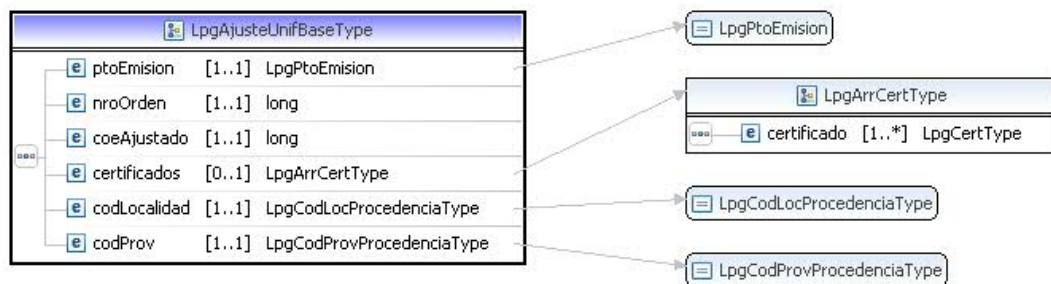 LpgAjusteUnifBaseType
e ptoEmision [1..1] LpgPtoEmision
e nroOrden [1..1] long
e coeAjustado [1..1] long
e certificados [0..1] LpgArrCertType
e codLocalidad [1..1] LpgCodLocProcedenciaType
e codProv [1..1] LpgCodProvProcedenciaType
LpgPtoEmision
LpgArrCertType
e certificado [1..*] LpgCertType
LpgCodLocProcedenciaType
LpgCodProvProcedenciaType